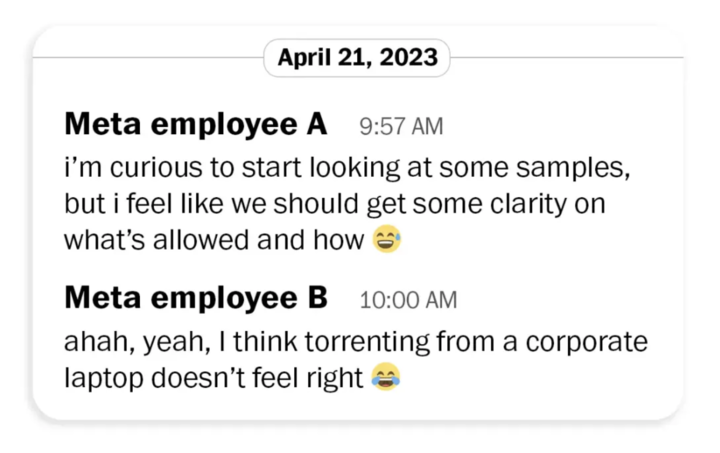 April 21, 2023
Meta employee A 9:57 AM
i’m curious to start looking at some samples,
but i feel like we should get some clarity on
what’s allowed and how 😅
Meta employee B 10:00 AM
ahah, yeah, I think torrenting from a corporate
laptop doesn’t feel right 😂